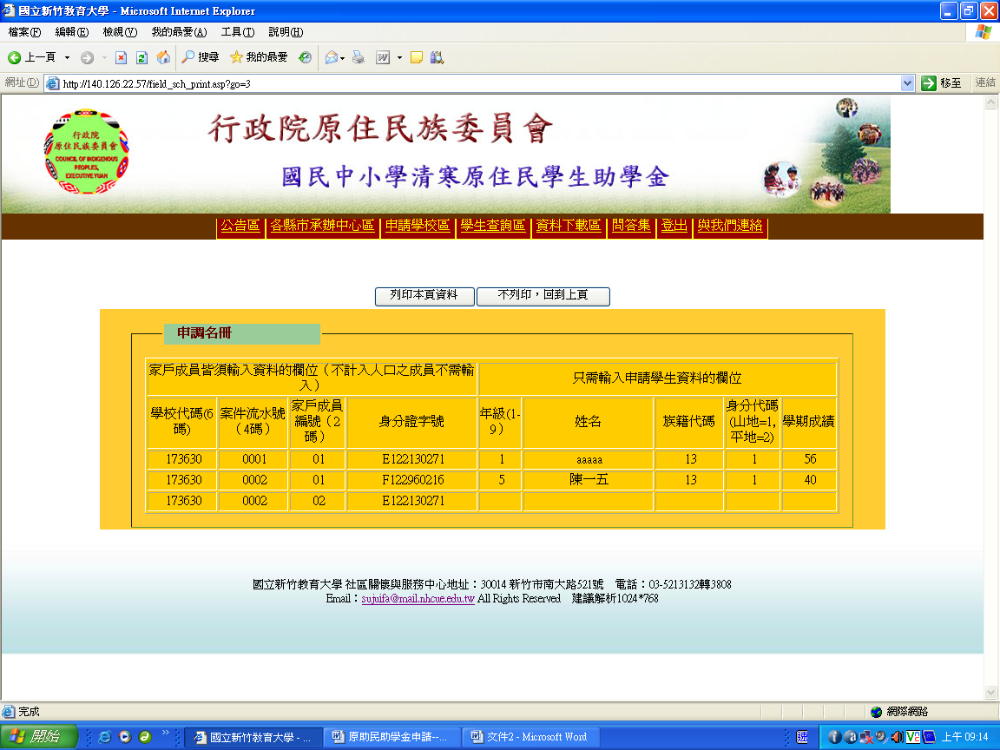 國立新竹教育大學 - Microsoft Internet Explorer
檔案(F) 編輯(E) 檢視(V) 我的最愛(A) 工具(T) 說明(H)
上一頁 搜尋 我的最愛
網址(D) http://140.126.22.57/field_sch_print.asp?go=3 移至 連結
行政院
原住民族委員會
COUNCIL OF INDIGENOUS
PEOPLES,
EXECUTIVE YUAN
行政院原住民族委員會
國民中小學清寒原住民學生助學金
公告區 各縣市承辦中心區 申請學校區 學生查詢區 資料下載區 問答集 登出 與我們連絡
列印本頁資料 不列印，回到上頁
申調名冊
家戶成員皆須輸入資料的欄位（不計入人口之成員不需輸
入）
只需輸入申請學生資料的欄位
學校代碼(6
碼)
案件流水號
（4碼）
家戶成員
編號（2
碼）
身分證字號
年級(1-
9）
姓名
族籍代碼
身分代碼
(山地=1,
平地=2)
學期成績
173630 0001 01 E122130271 1 aaaaa 13 1 56
173630 0002 01 F122960216 5 陳一五 13 1 40
173630 0002 02 E122130271
國立新竹教育大學 社區關懷與服務中心地址：30014 新竹市南大路521號 電話：03-5213132轉3808
Email：sujuifa@mail.nhcue.edu.tw All Rights Reserved 建議解析1024*768
完成 網際網路
開始 國立新竹教育大學 - ... 原助民助學金申請--... 文件2 - Microsoft Word 上午 09:14